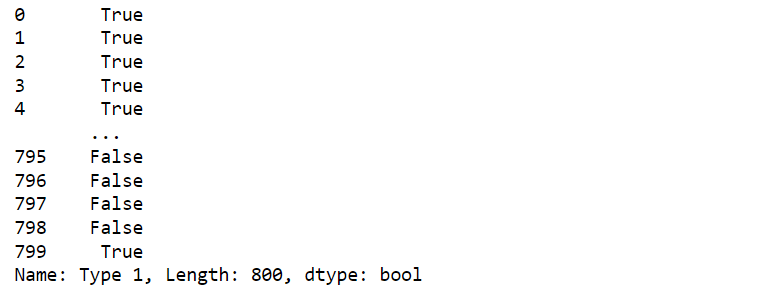 0       True
1       True
2       True
3       True
4       True
       ...
795    False
796    False
797    False
798    False
799     True
Name: Type 1, Length: 800, dtype: bool